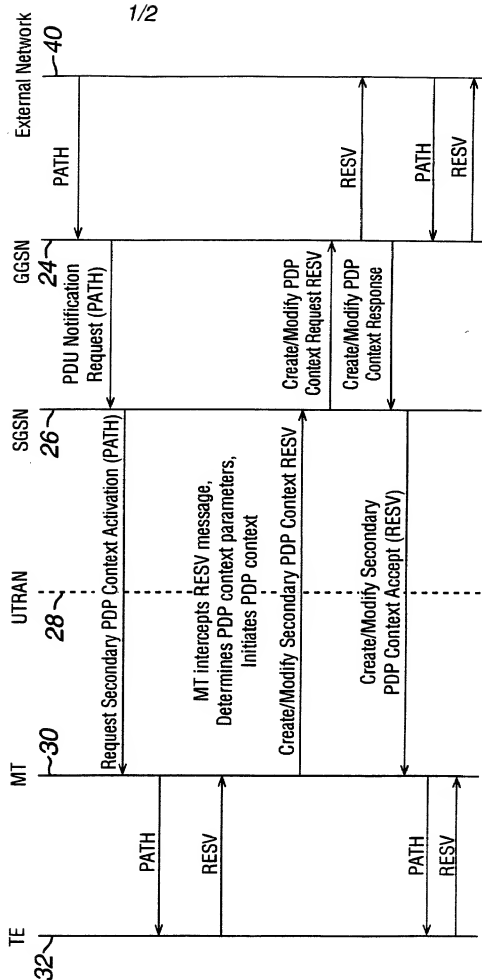 1/2
TE
32
MT
30
UTRAN
28
SGSN
26
GGSN
24
External Network
40
PATH
PDU Notification
Request (PATH)
Request Secondary PDP Context Activation (PATH)
PATH
RESV
MT intercepts RESV message,
Determines PDP context parameters,
Initiates PDP context
Create/Modify Secondary PDP Context RESV
Create/Modify PDP
Context Request RESV
RESV
Create/Modify PDP
Context Response
Create/Modify Secondary
PDP Context Accept (RESV)
PATH
RESV
PATH
RESV